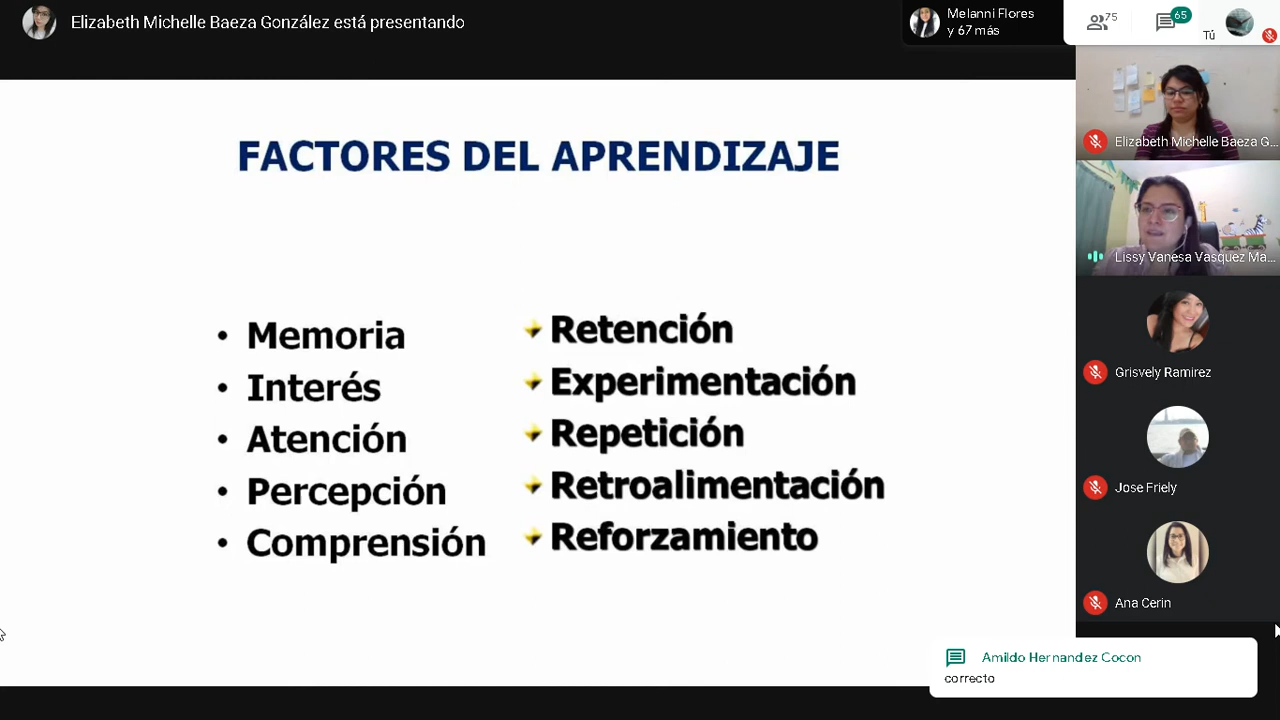 Elizabeth Michelle Baeza González está presentando
Melanni Flores
y 67 más
75
65
Tú
FACTORES DEL APRENDIZAJE
• Memoria
• Interés
• Atención
• Percepción
• Comprensión
Retención
Experimentación
Repetición
Retroalimentación
Reforzamiento
Elizabeth Michelle Baeza G...
Lissy Vanesa Vasquez Ma...
Grisvely Ramirez
Jose Friely
Ana Cerin
Amildo Hernandez Cocon
correcto